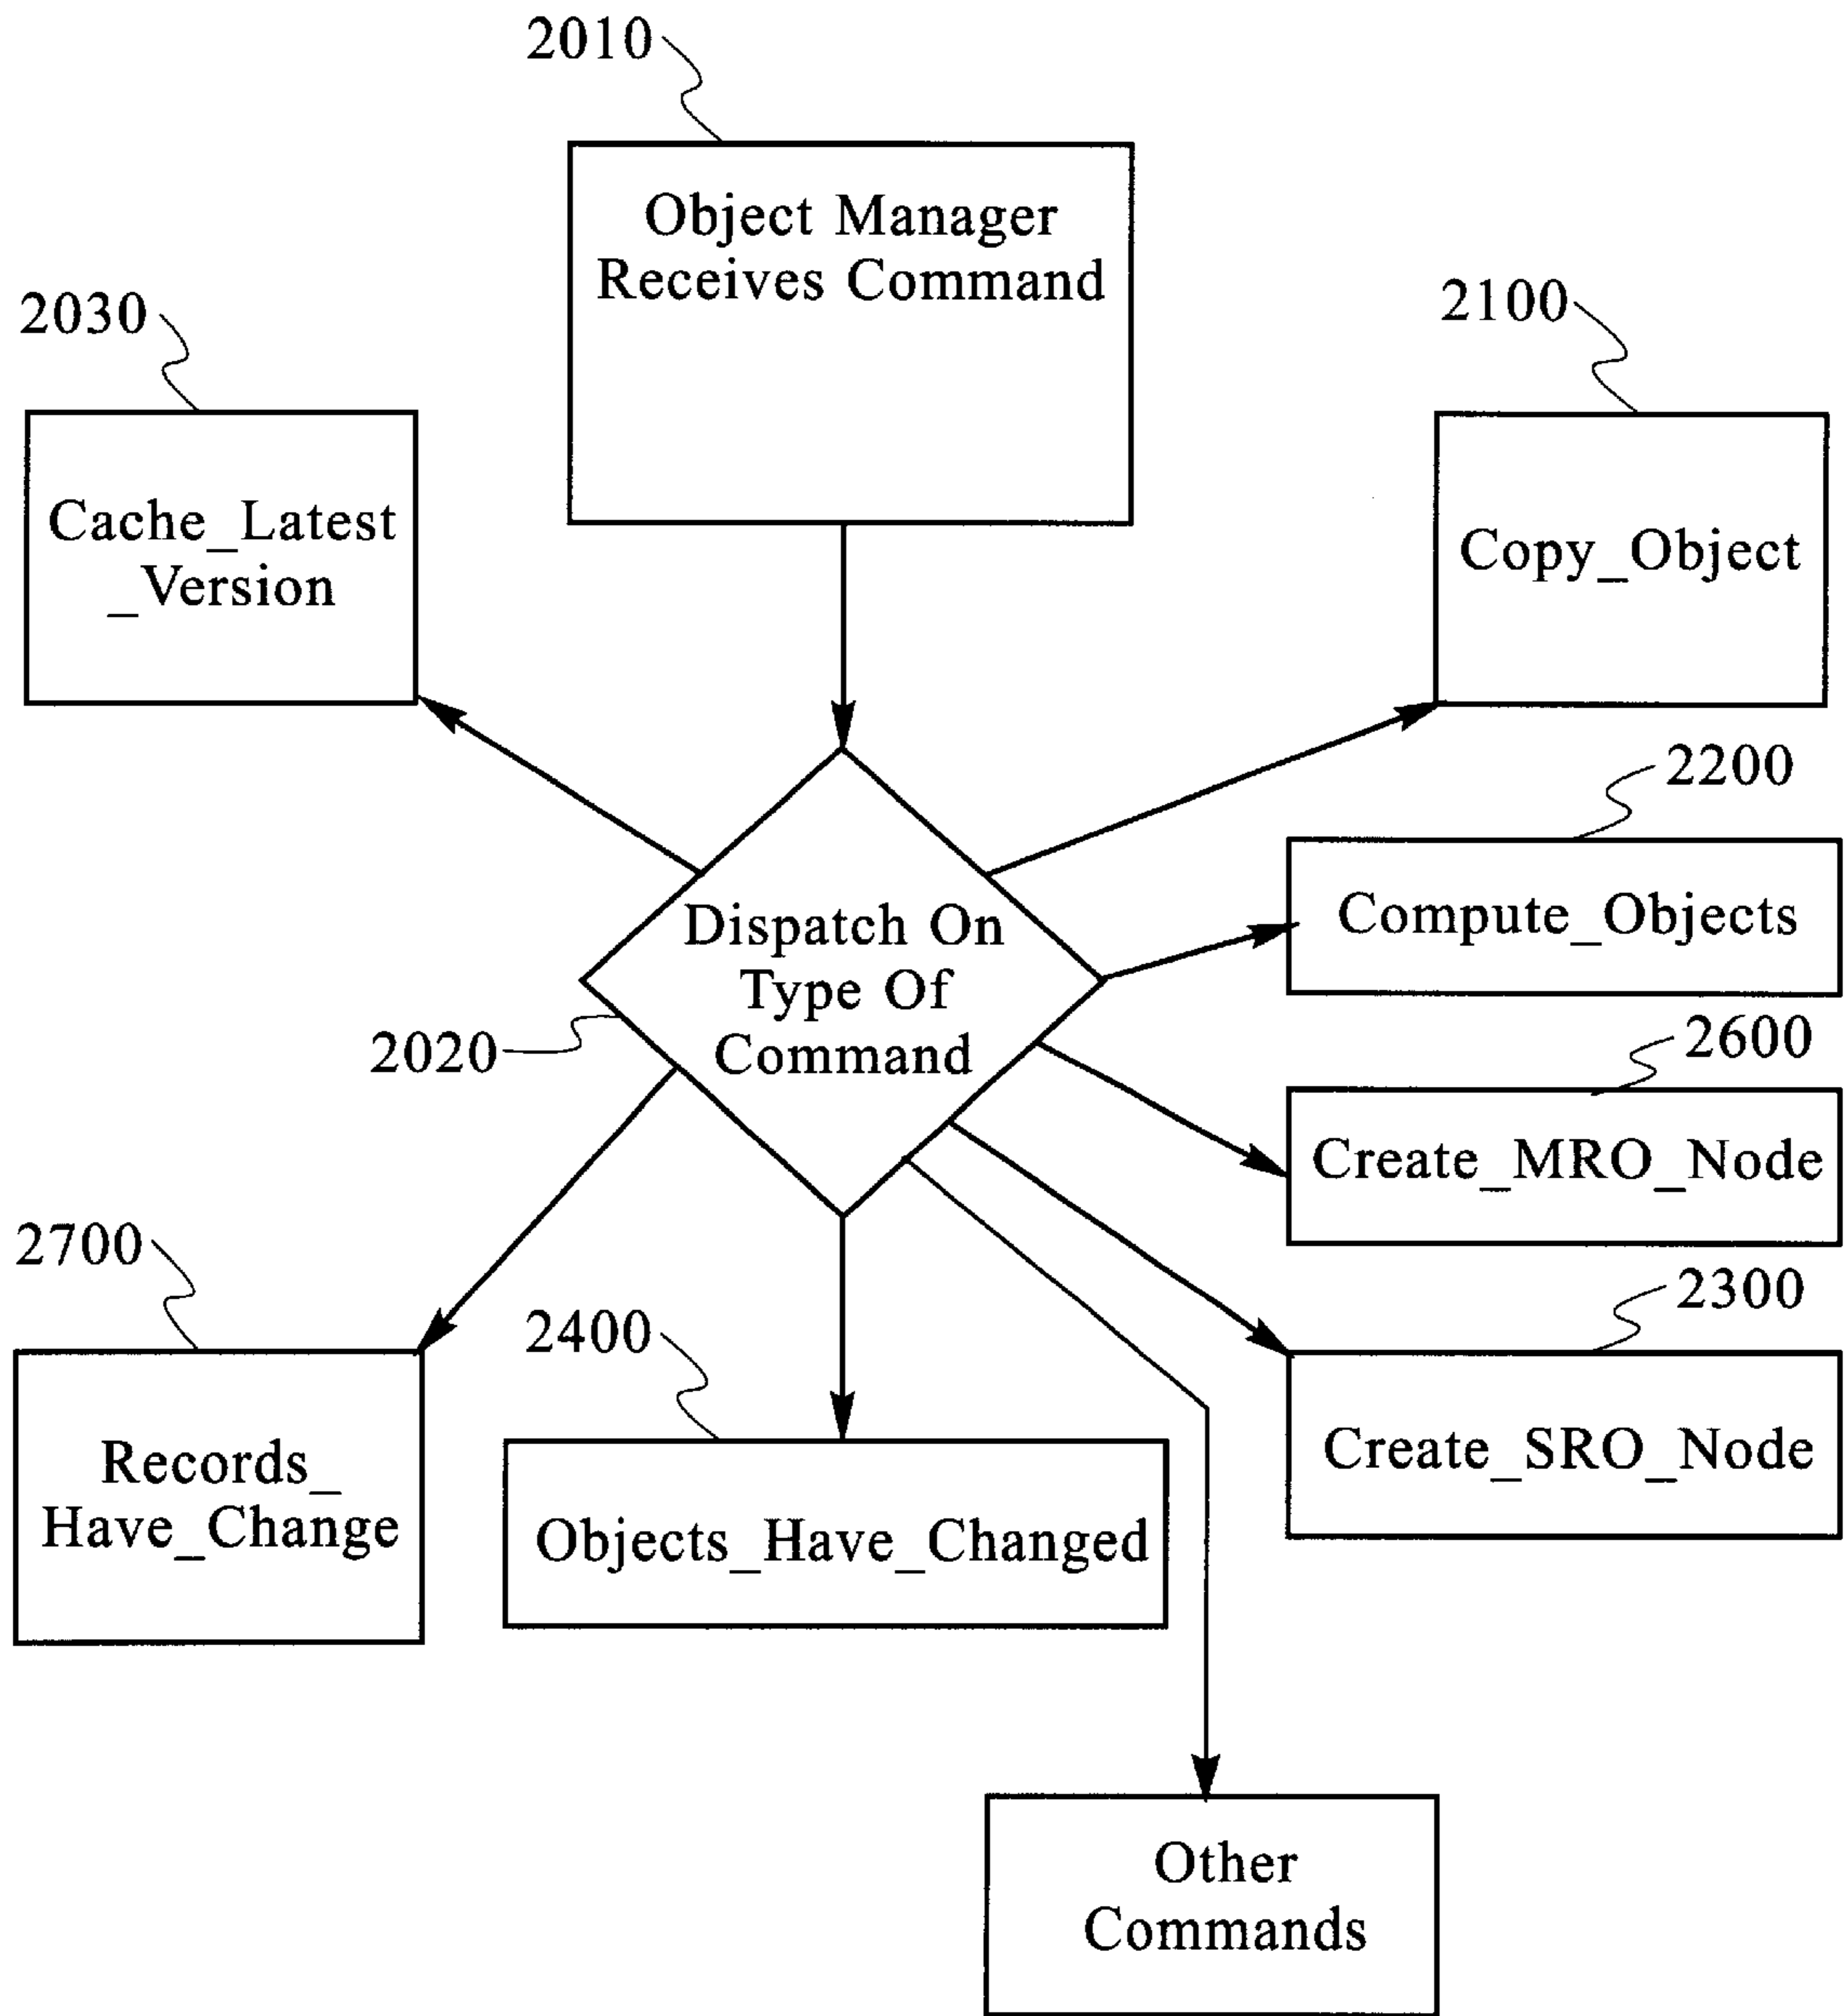 2010
Object Manager
Receives Command
2030
Cache_Latest
_Version
2100
Copy_Object
2200
Compute_Objects
Dispatch On
Type Of
Command
2020
2600
Create_MRO_Node
2700
Records_
Have_Change
2400
Objects_Have_Changed
2300
Create_SRO_Node
Other
Commands